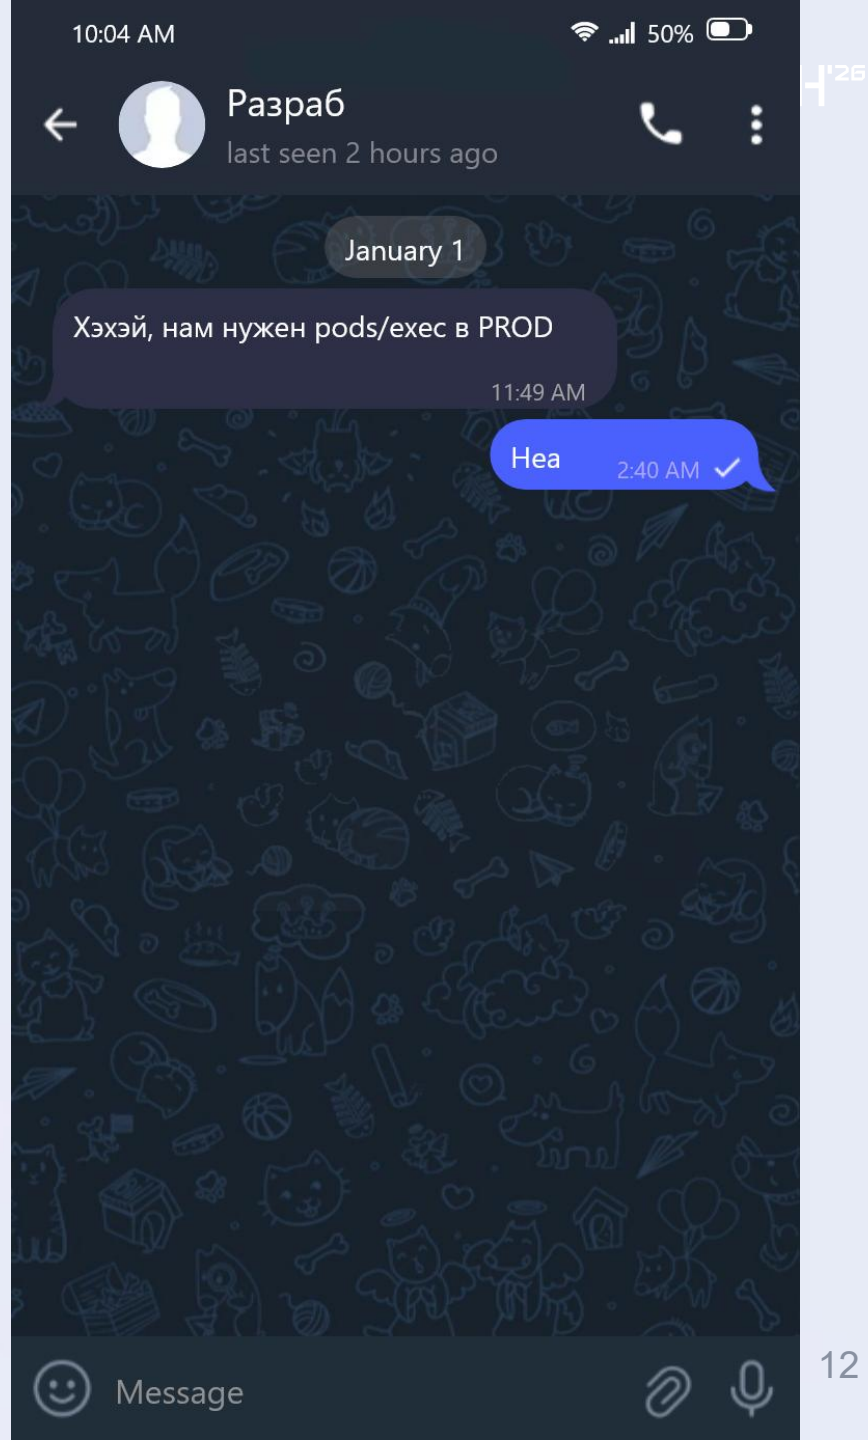 10:04 AM
50%
H'26
Разраб
last seen 2 hours ago
January 1
Хэхэй, нам нужен pods/exec в PROD
11:49 AM
Неа
2:40 AM
Message
12